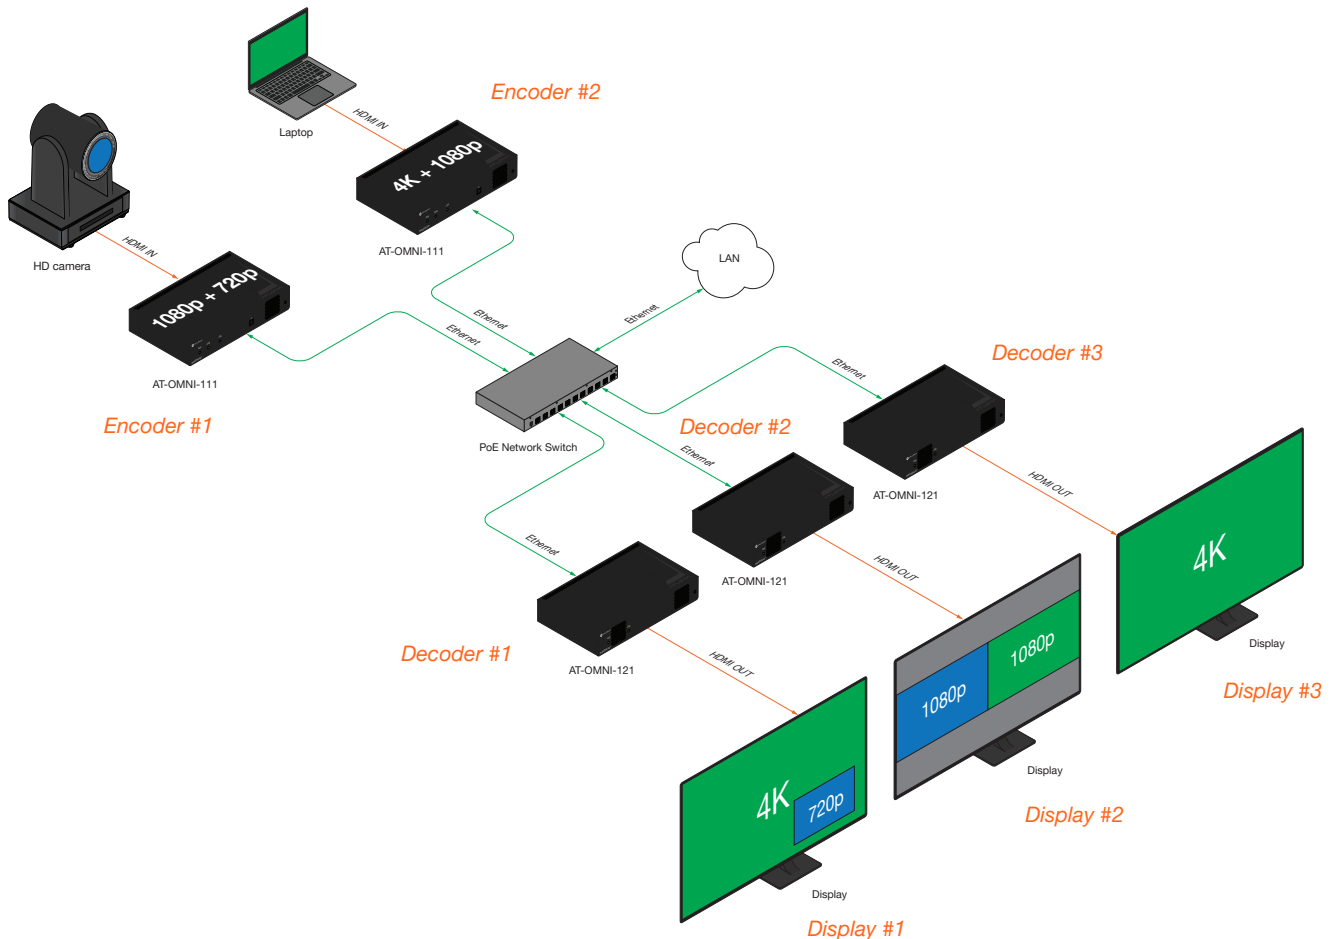 Encoder #2
Laptop
HDMI IN
4K + 1080p
AT-OMNI-111
HD camera
HDMI IN
1080p + 720p
AT-OMNI-111
Encoder #1
LAN
Ethernet
Ethernet
Ethernet
PoE Network Switch
Decoder #3
Ethernet
AT-OMNI-121
HDMI OUT
Decoder #2
Ethernet
AT-OMNI-121
HDMI OUT
Ethernet
Decoder #1
AT-OMNI-121
HDMI OUT
4K
Display
Display #3
1080p
1080p
Display
Display #2
4K
720p
Display
Display #1